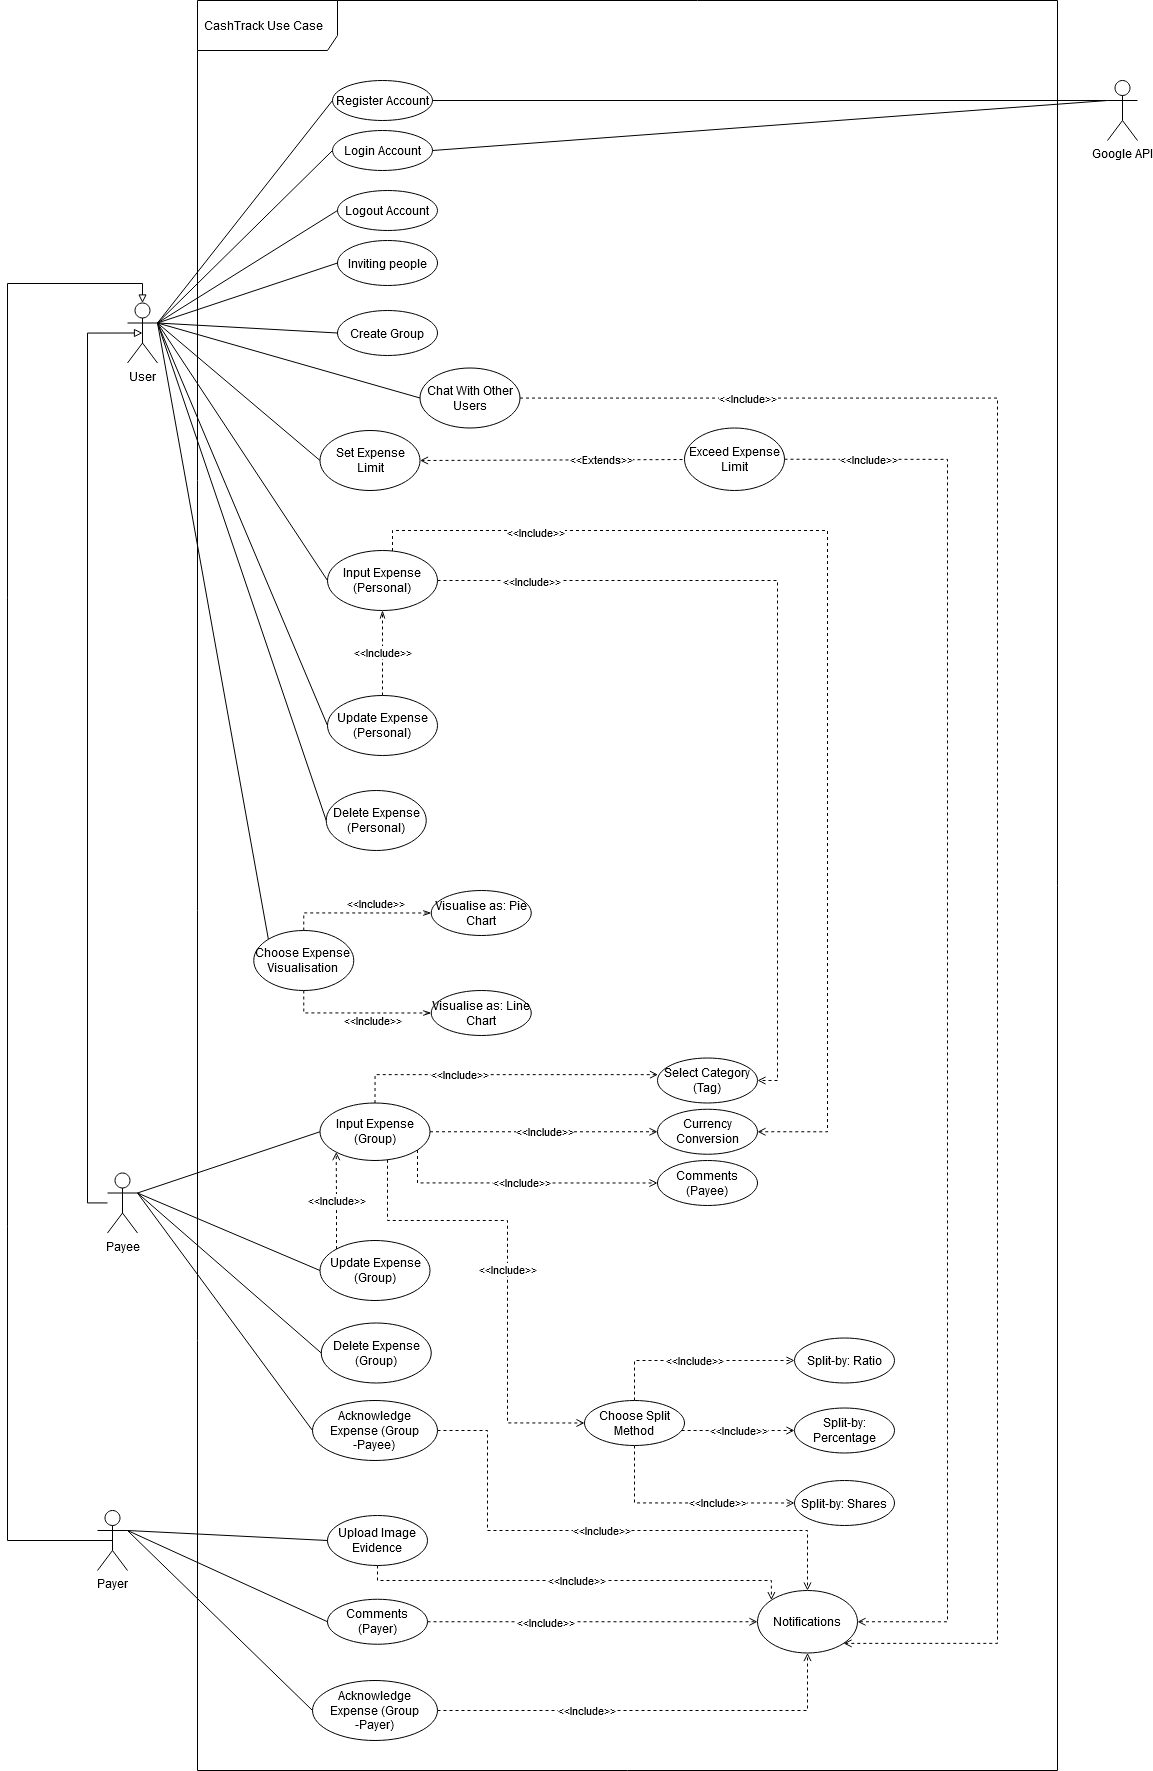 CashTrack Use Case
Register Account
Google API
Login Account
Logout Account
Inviting people
Create Group
User
Chat With Other
Users
<<Include>>
Set Expense
Limit
<<Extends>>
Exceed Expense
Limit
<<Include>>
<<Include>>
Input Expense
(Personal)
<<Include>>
<<Include>>
Update Expense
(Personal)
Delete Expense
(Personal)
<<Include>>
Visualise as: Pie
Chart
Choose Expense
Visualisation
Visualise as: Line
Chart
<<Include>>
<<Include>>
Select Category
(Tag)
Input Expense
(Group)
<<Include>>
Currency
Conversion
<<Include>>
Comments
(Payee)
<<Include>>
Payee
Update Expense
(Group)
<<Include>>
Delete Expense
(Group)
<<Include>>
Split-by: Ratio
Acknowledge
Expense (Group
-Payee)
Choose Split
Method
<<Include>>
Split-by:
Percentage
<<Include>>
Split-by: Shares
<<Include>>
Upload Image
Evidence
Payer
<<Include>>
Comments
(Payer)
<<Include>>
Notifications
Acknowledge
Expense (Group
-Payer)
<<Include>>